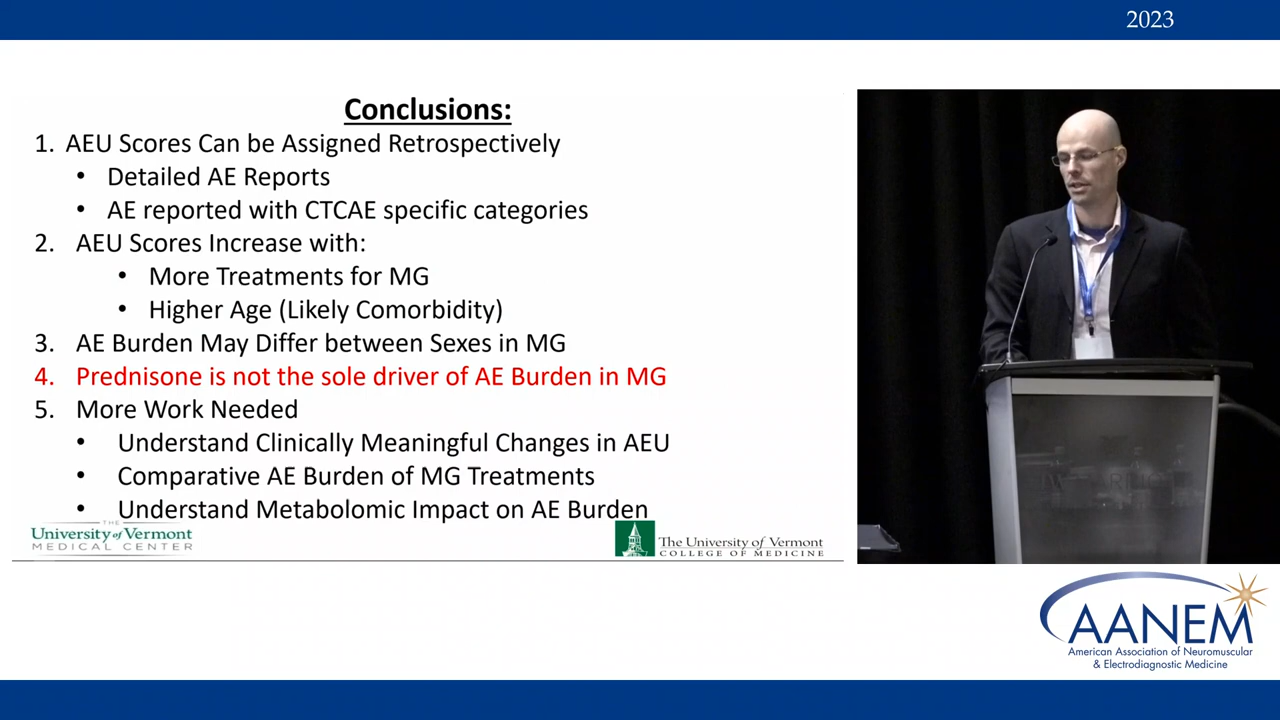 2023
Conclusions:
1. AEU Scores Can be Assigned Retrospectively
• Detailed AE Reports
• AE reported with CTCAE specific categories
2. AEU Scores Increase with:
• More Treatments for MG
• Higher Age (Likely Comorbidity)
3. AE Burden May Differ between Sexes in MG
4. Prednisone is not the sole driver of AE Burden in MG
5. More Work Needed
• Understand Clinically Meaningful Changes in AEU
• Comparative AE Burden of MG Treatments
• Understand Metabolomic Impact on AE Burden
THE
University of Vermont
MEDICAL CENTER
The University of Vermont
COLLEGE OF MEDICINE
AANEM
American Association of Neuromuscular
& Electrodiagnostic Medicine